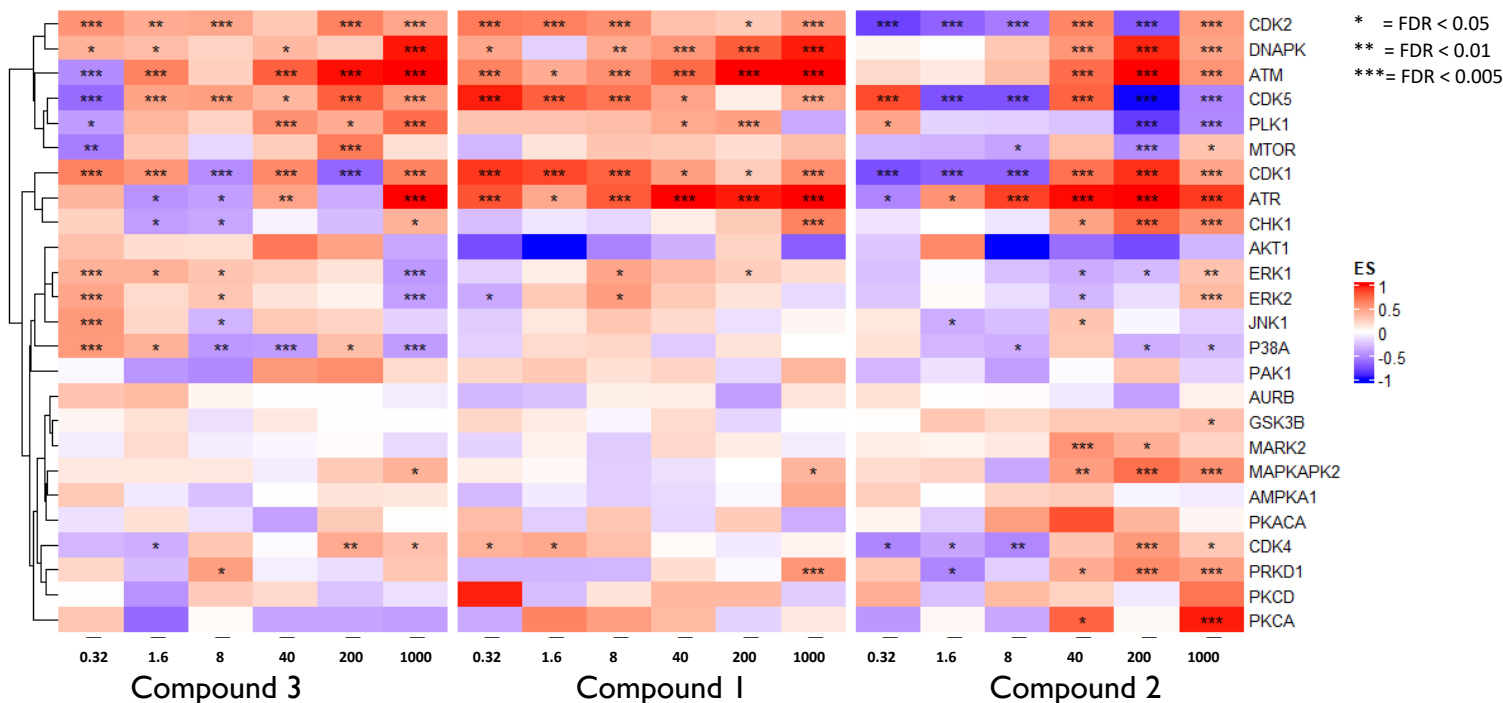 *** ** *** *** *** *** *** *** * *** *** *** *** *** *** *** CDK2
* * * *** * ** *** *** *** *** *** *** DNAPK
*** *** *** *** *** *** * *** *** *** *** *** *** *** ATM
*** *** *** * *** *** *** *** *** * *** *** *** *** *** *** *** CDK5
* *** * *** * *** * *** *** PLK1
** *** * *** * MTOR
*** *** *** *** *** *** *** *** *** * * *** *** *** *** *** *** *** CDK1
* * ** *** *** * *** *** *** *** * * *** *** *** *** ATR
* * * *** * *** *** CHK1
AKT1
*** * * *** * * * * ** ERK1
*** * *** * * * *** ERK2
*** * * * JNK1
*** * ** *** * *** * * * P38A
PAK1
AURB
* GSK3B
*** * MARK2
* * ** *** *** MAPKAPK2
AMPKA1
PKACA
* ** * * * * * ** *** * CDK4
* *** * * *** *** PRKD1
PKCD
* *** PKCA
* = FDR < 0.05
** = FDR < 0.01
***= FDR < 0.005
ES
1
0.5
0
-0.5
-1
0.32 1.6 8 40 200 1000 0.32 1.6 8 40 200 1000 0.32 1.6 8 40 200 1000
Compound 3 Compound 1 Compound 2